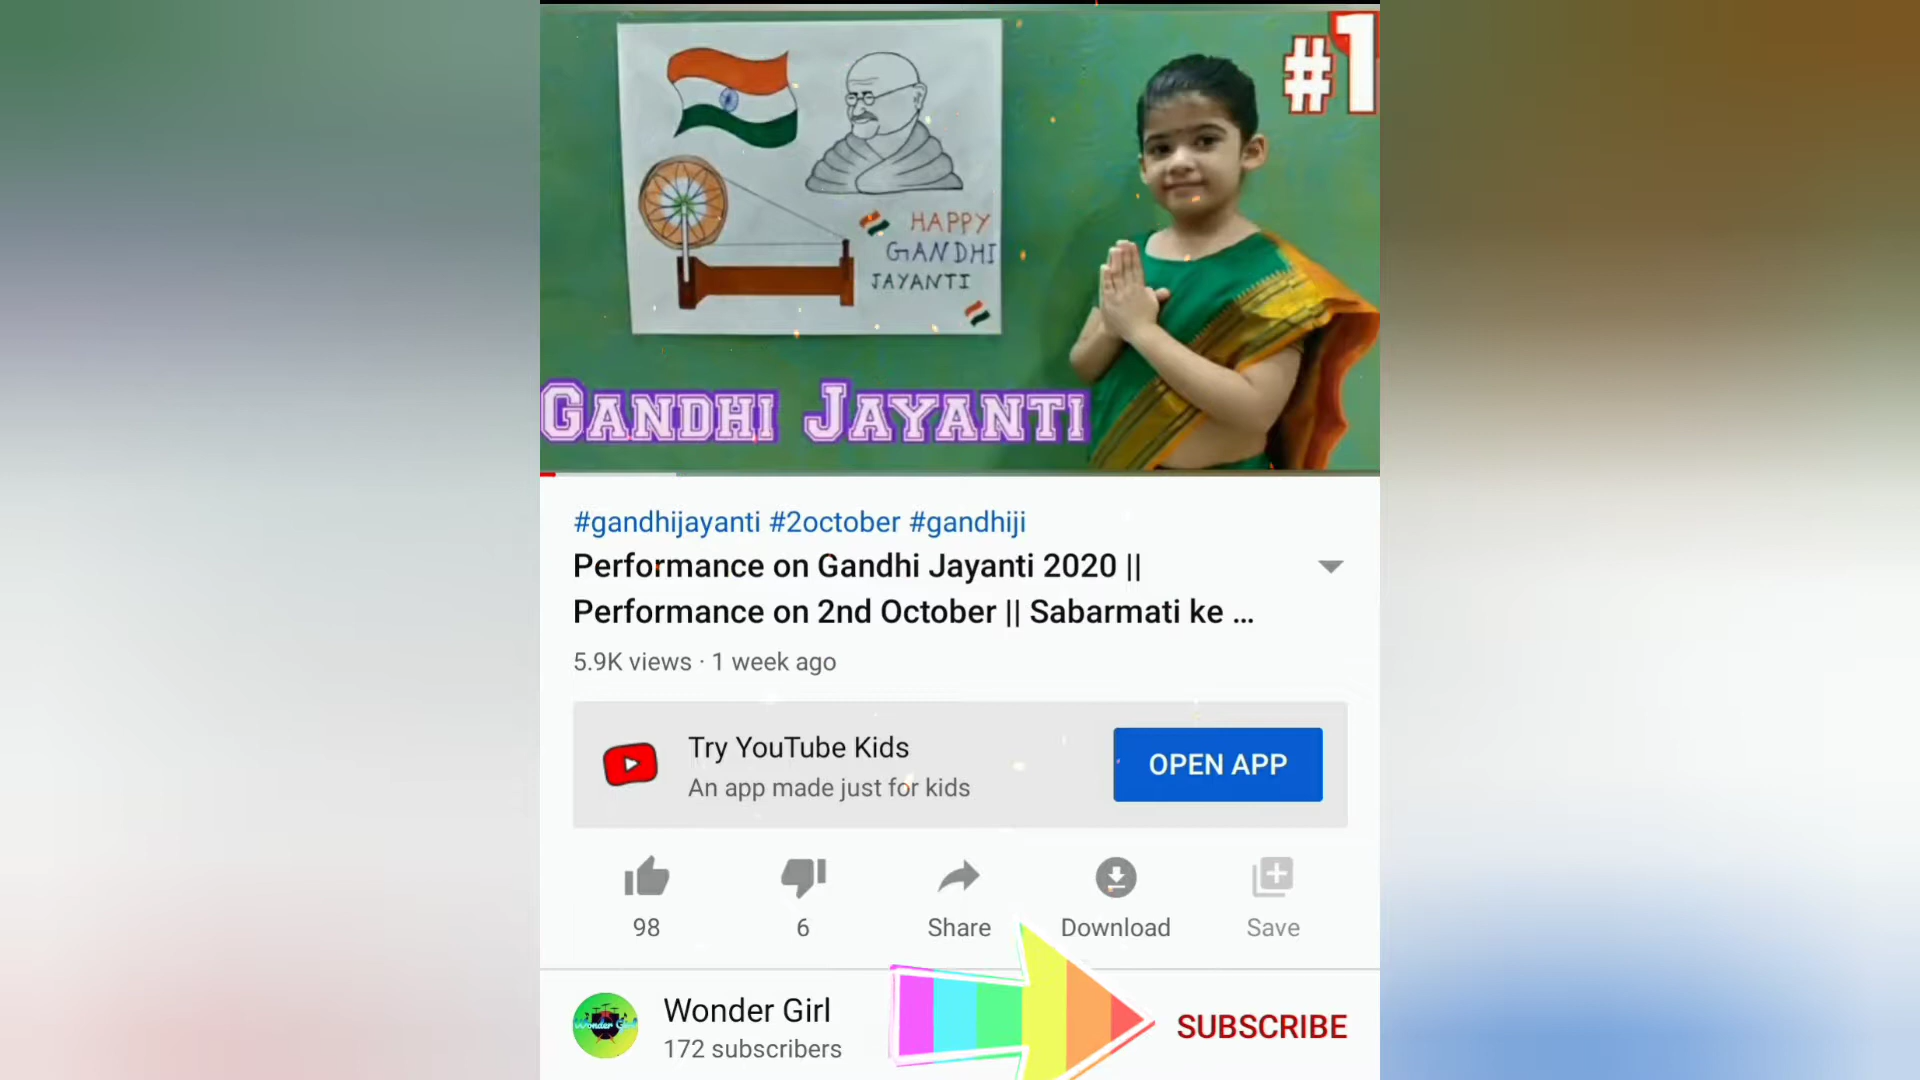 #1
HAPPY
GANDHI
JAYANTI
GANDHI JAYANTI
#gandhijayanti #2october #gandhiji
Performance on Gandhi Jayanti 2020 ||
Performance on 2nd October || Sabarmati ke ...
5.9K views · 1 week ago
Try YouTube Kids
An app made just for kids
OPEN APP
98
6
Share
Download
Save
Wonder Girl
Wonder Girl
172 subscribers
SUBSCRIBE